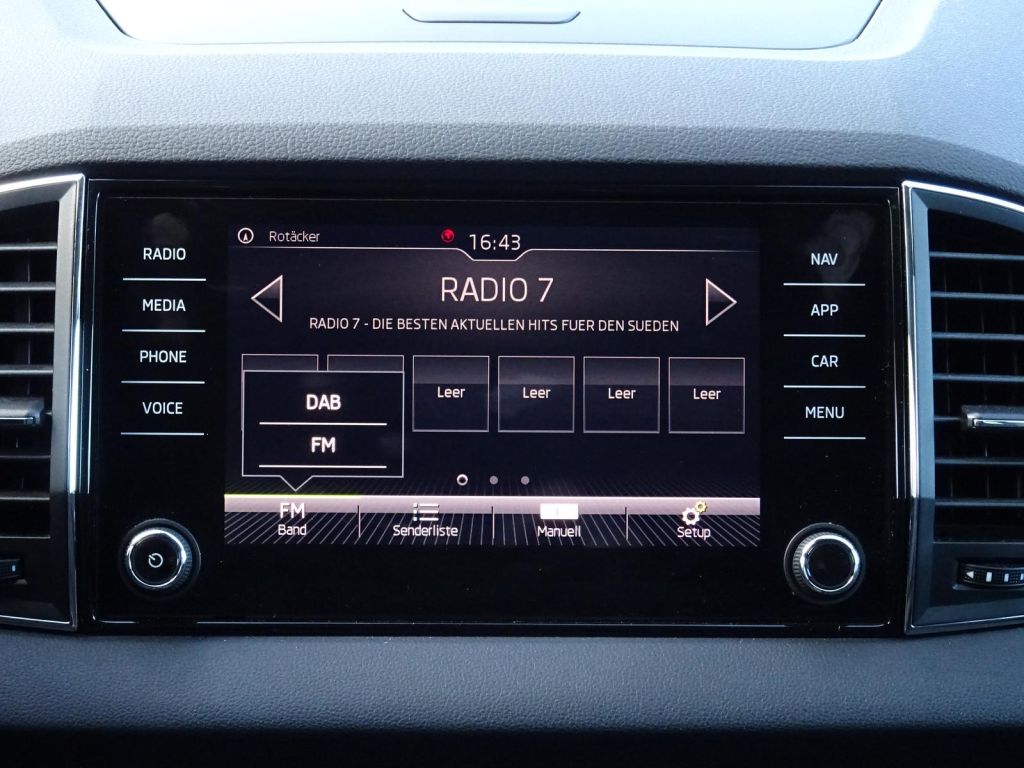 RADIO
MEDIA
PHONE
VOICE
Rotäcker
16:43
RADIO 7
RADIO 7 - DIE BESTEN AKTUELLEN HITS FUER DEN SUEDEN
DAB
FM
Leer
Leer
Leer
Leer
FM
Band
Senderliste
Manuell
Setup
NAV
APP
CAR
MENU